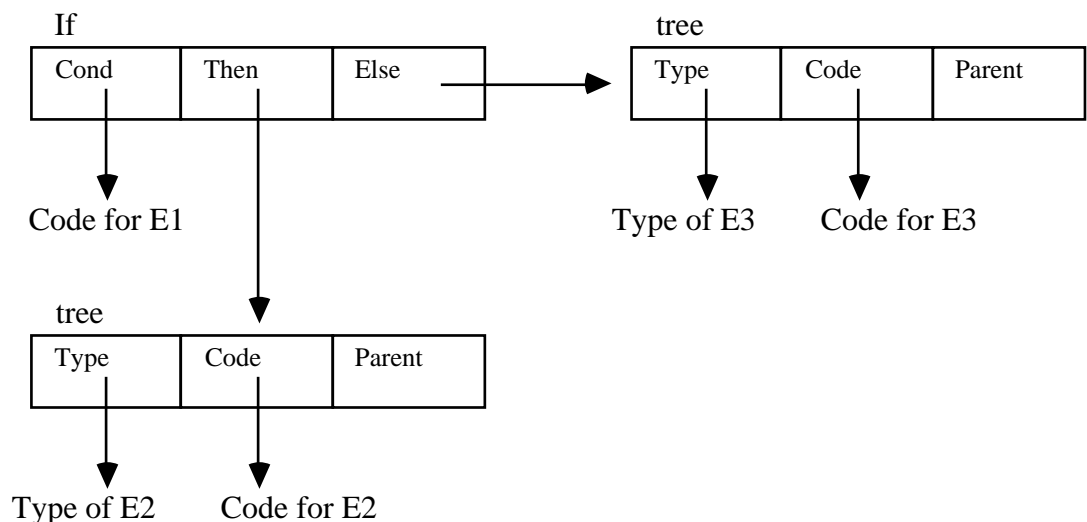 If
tree
Cond Then Else
Type Code Parent
Code for E1
Type of E3 Code for E3
tree
Type Code Parent
Type of E2 Code for E2